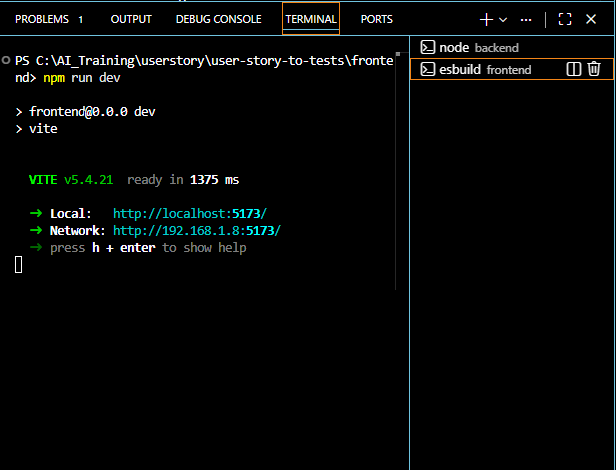 PROBLEMS 1 OUTPUT DEBUG CONSOLE TERMINAL PORTS
PS C:\AI_Training\userstory\user-story-to-tests\fronte
nd> npm run dev
> frontend@0.0.0 dev
> vite
VITE v5.4.21 ready in 1375 ms
➜ Local: http://localhost:5173/
➜ Network: http://192.168.1.8:5173/
➜ press h + enter to show help
node backend
esbuild frontend